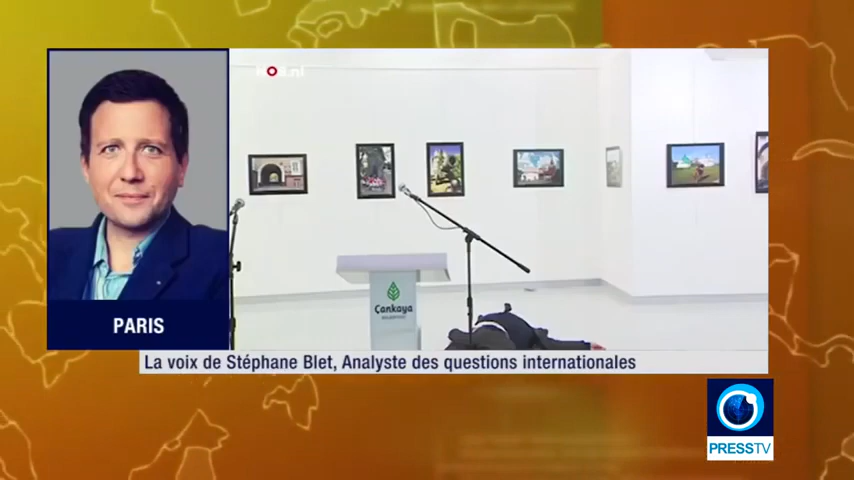 NOS.nl
Çankaya
PARIS
La voix de Stéphane Blet, Analyste des questions internationales
PRESSTV